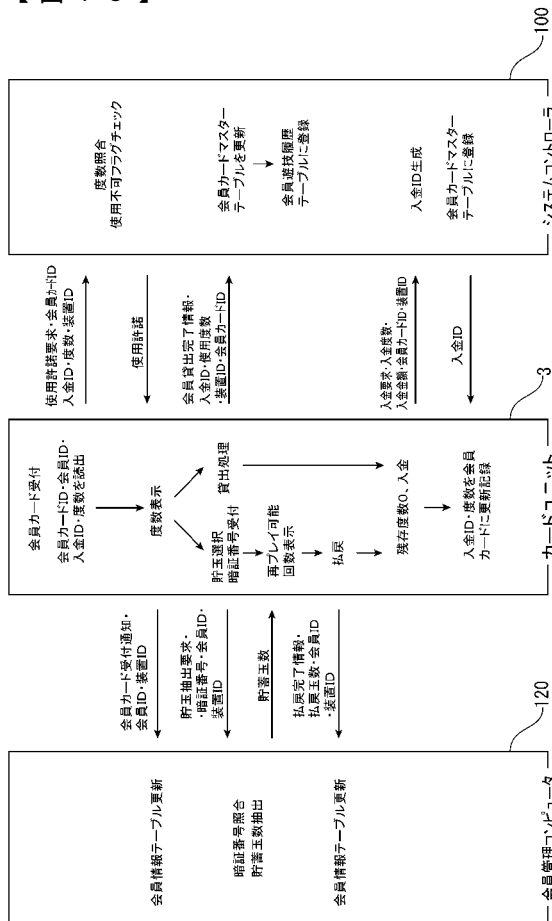 100
システムコントローラ
度数照合
使用不可フラグチェック
会員カードマスター
テーブルを更新
会員遊技履歴
テーブルに登録
入金ID生成
会員カードマスター
テーブルに登録
使用許諾要求・会員カードID
入金ID・度数・装置ID
使用許諾
会員貸出完了情報・
入金ID・使用度数
・装置ID・会員カードID
入金要求・入金度数・
入金金額・会員カードID・装置ID
入金ID
3
カードユニット
会員カード受付
会員カードID・会員ID・
入金ID・度数を読出
度数表示
貸出処理
貯玉選択
暗証番号受付
再プレイ可能
回数表示
払戻
残存度数0、入金
入金ID・度数を会員
カードに更新記録
会員カード受付通知・
会員ID・装置ID
貯玉抽出要求・
・暗証番号・会員ID・
装置ID
貯蓄玉数
払戻完了情報・
払戻玉数・会員ID
・装置ID
120
会員管理コンピュータ
会員情報テーブル更新
暗証番号照合
貯蓄玉数抽出
会員情報テーブル更新